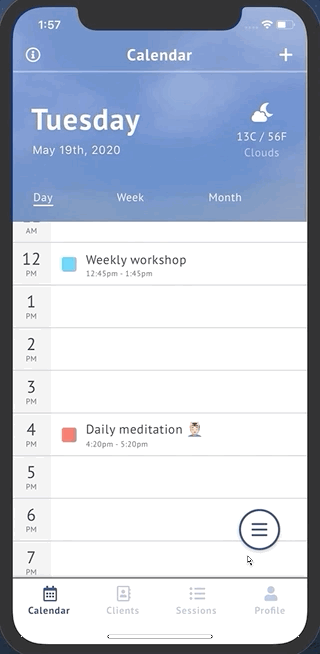 1:57
Calendar
Tuesday
May 19th, 2020
13C / 56F
Clouds
Day
Week
Month
AM
12
PM
Weekly workshop
12:45pm - 1:45pm
1
PM
2
PM
3
PM
4
PM
Daily meditation
4:20pm - 5:20pm
5
PM
6
PM
7
PM
Calendar
Clients
Sessions
Profile